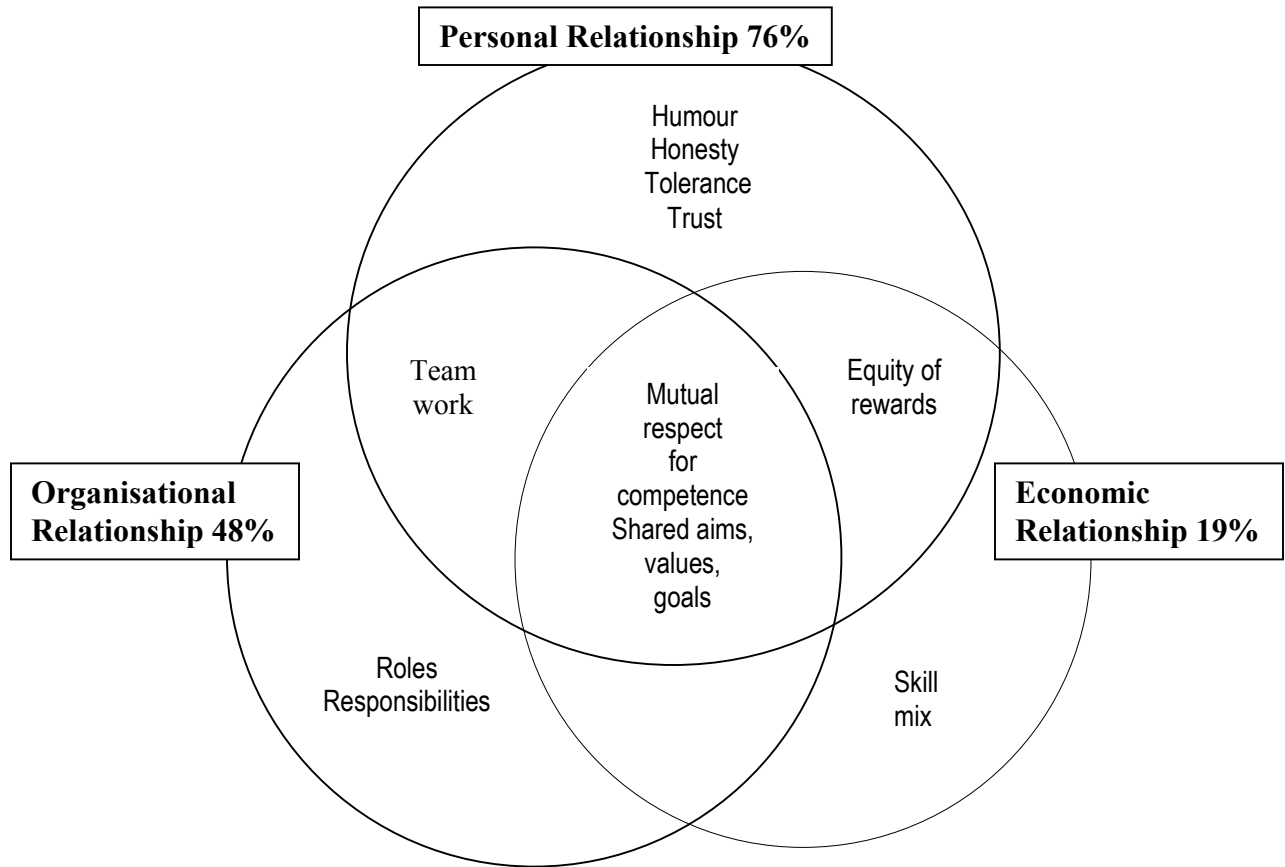 Personal Relationship 76%
Humour
Honesty
Tolerance
Trust
Team
work
Mutual
respect
for
competence
Shared aims,
values,
goals
Equity of
rewards
Organisational
Relationship 48%
Economic
Relationship 19%
Roles
Responsibilities
Skill
mix